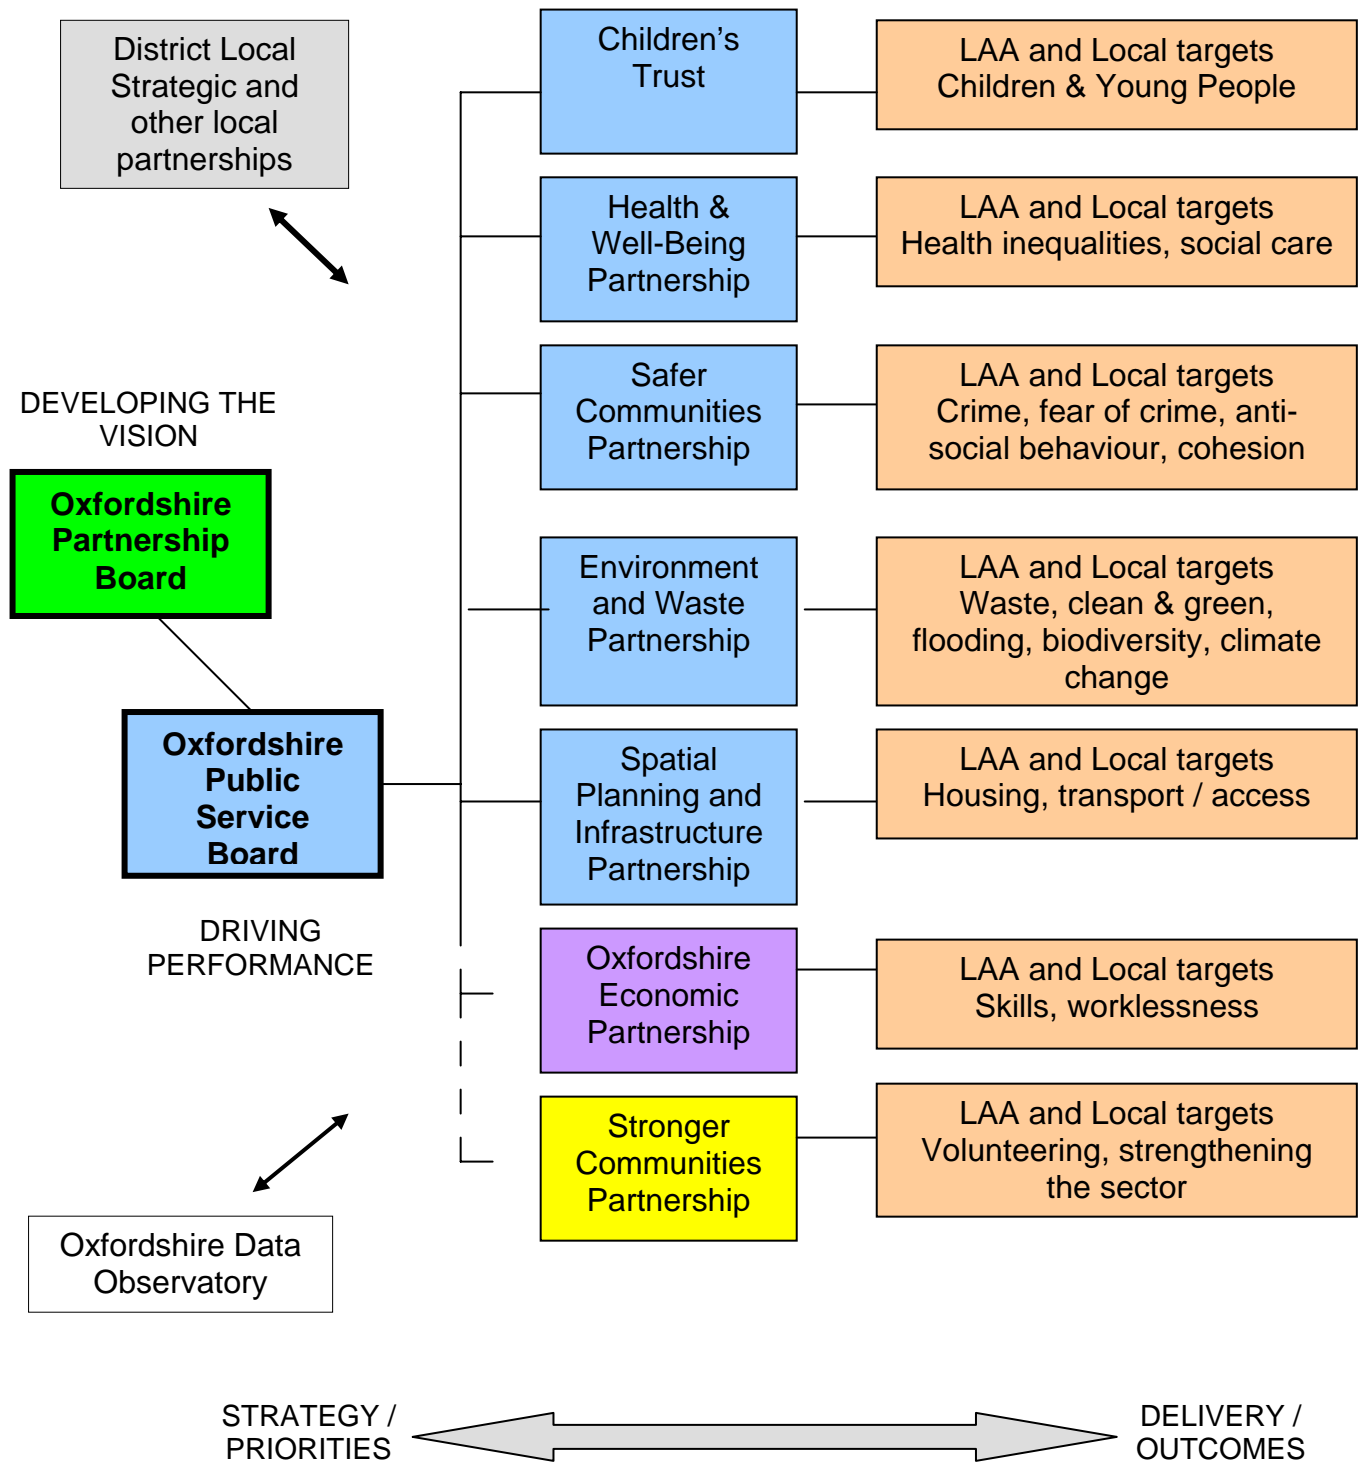 District Local
Strategic and
other local
partnerships
DEVELOPING THE
VISION
Oxfordshire
Partnership
Board
Oxfordshire
Public
Service
Board
DRIVING
PERFORMANCE
Oxfordshire Data
Observatory
Children's
Trust
LAA and Local targets
Children & Young People
Health &
Well-Being
Partnership
LAA and Local targets
Health inequalities, social care
Safer
Communities
Partnership
LAA and Local targets
Crime, fear of crime, anti-
social behaviour, cohesion
Environment
and Waste
Partnership
LAA and Local targets
Waste, clean & green,
flooding, biodiversity, climate
change
Spatial
Planning and
Infrastructure
Partnership
LAA and Local targets
Housing, transport / access
Oxfordshire
Economic
Partnership
LAA and Local targets
Skills, worklessness
Stronger
Communities
Partnership
LAA and Local targets
Volunteering, strengthening
the sector
STRATEGY /
PRIORITIES
DELIVERY /
OUTCOMES